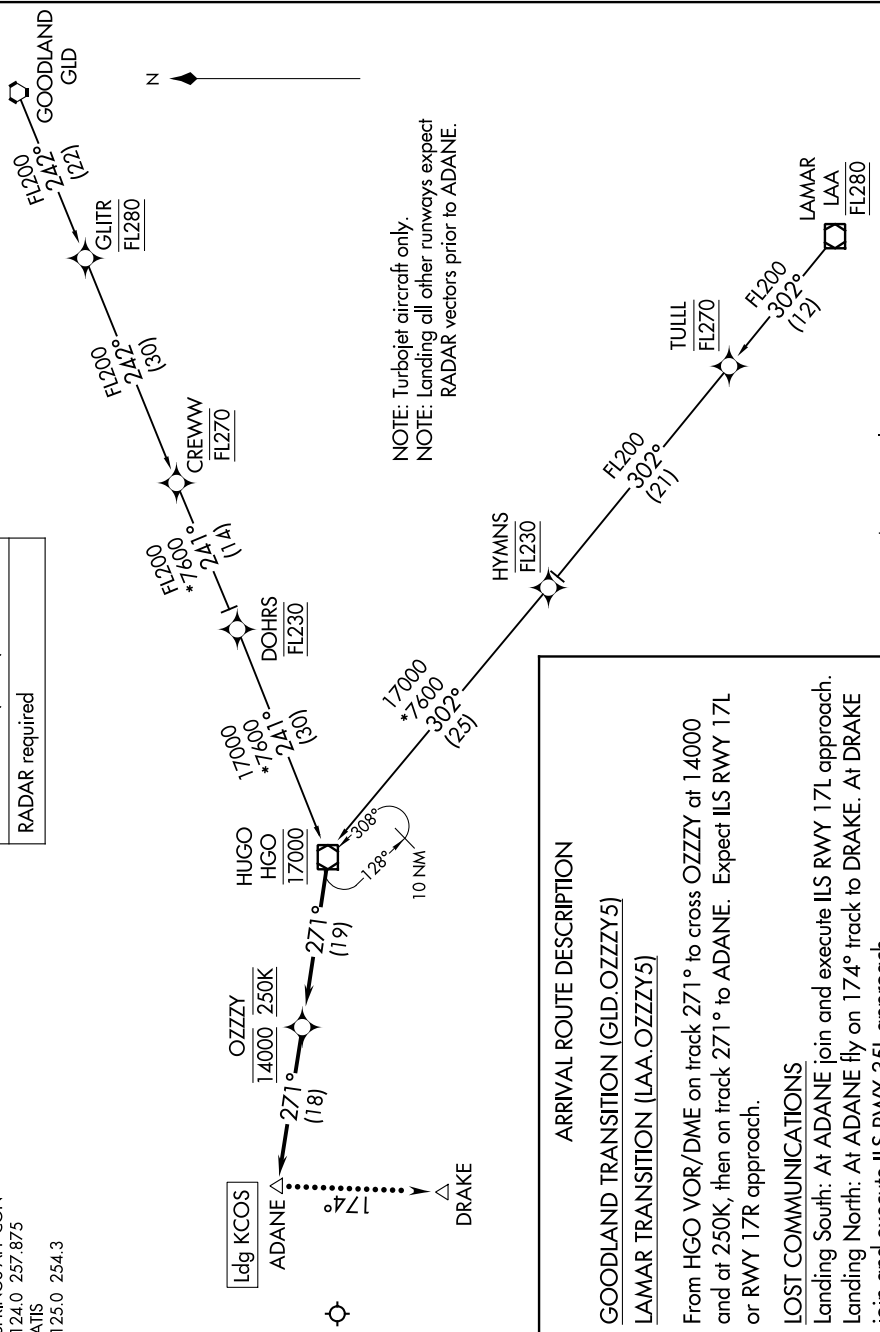 124.0 257.875
ATIS
125.0 254.3
RADAR required
GOODLAND
GLD
N
FL200
242°
(22)
GLITR
FL280
FL200
242°
(30)
CREWW
FL270
FL200
*7600
241°
(14)
DOHRS
FL230
17000
*7600
241°
(30)
HUGO
HGO
17000
308°
128°
10 NM
271°
(19)
OZZZY
14000 250K
271°
(18)
Ldg KCOS
ADANE
174°
DRAKE
NOTE: Turbojet aircraft only.
NOTE: Landing all other runways expect
RADAR vectors prior to ADANE.
LAMAR
LAA
FL280
FL200
302°
(12)
TULLL
FL270
FL200
302°
(21)
HYMNS
FL230
17000
*7600
302°
(25)
ARRIVAL ROUTE DESCRIPTION
GOODLAND TRANSITION (GLD.OZZZY5)
LAMAR TRANSITION (LAA.OZZZY5)
From HGO VOR/DME on track 271° to cross OZZZY at 14000
and at 250K, then on track 271° to ADANE. Expect ILS RWY 17L
or RWY 17R approach.
LOST COMMUNICATIONS
Landing South: At ADANE join and execute ILS RWY 17L approach.
Landing North: At ADANE fly on 174° track to DRAKE. At DRAKE
join and execute ILS RWY 35L approach